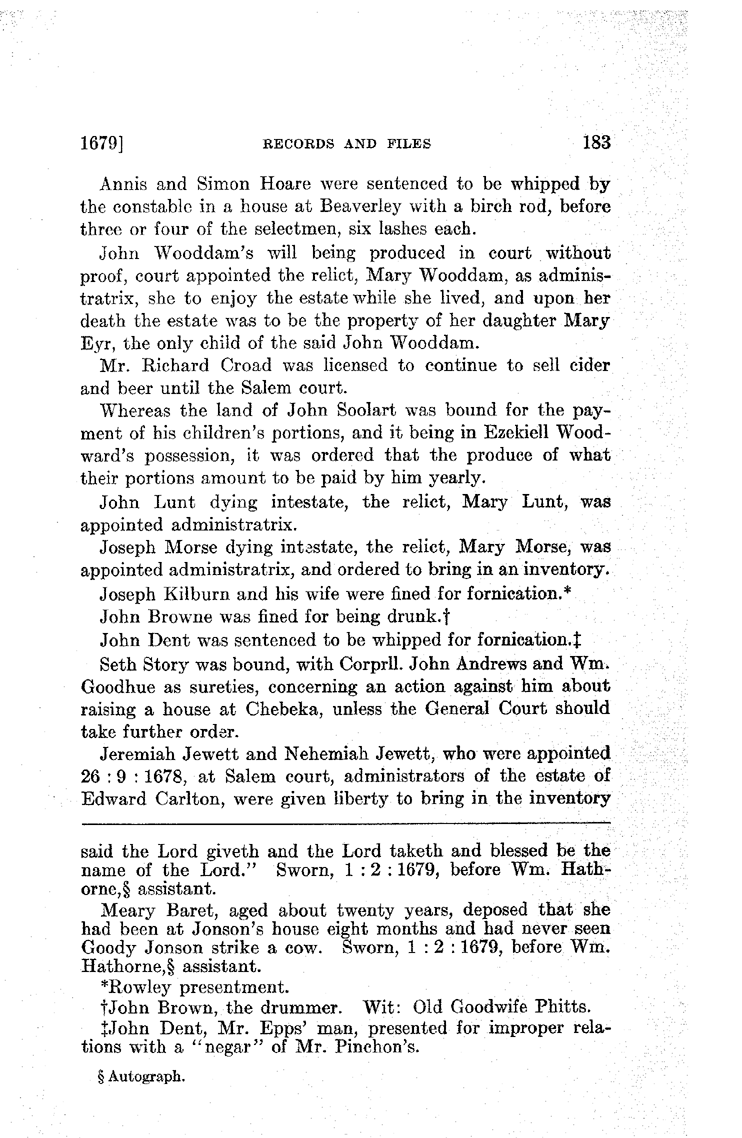 1679] RECORDS AND FILES 183
Annis and Simon Hoare were sentenced to be whipped by
the constable in a house at Beaverley with a birch rod, before
three or four of the selectmen, six lashes each.
John Wooddam's will being produced in court without
proof, court appointed the relict, Mary Wooddam, as adminis-
tratrix, she to enjoy the estate while she lived, and upon her
death the estate was to be the property of her daughter Mary
Eyr, the only child of the said John Wooddam.
Mr. Richard Croad was licensed to continue to sell cider
and beer until the Salem court.
Whereas the land of John Soolart was bound for the pay-
ment of his children's portions, and it being in Ezekiell Wood-
ward's possession, it was ordered that the produce of what
their portions amount to be paid by him yearly.
John Lunt dying intestate, the relict, Mary Lunt, was
appointed administratrix.
Joseph Morse dying intestate, the relict, Mary Morse, was
appointed administratrix, and ordered to bring in an inventory.
Joseph Kilburn and his wife were fined for fornication.*
John Browne was fined for being drunk.†
John Dent was sentenced to be whipped for fornication.‡
Seth Story was bound, with Corprll. John Andrews and Wm.
Goodhue as sureties, concerning an action against him about
raising a house at Chebeka, unless the General Court should
take further order.
Jeremiah Jewett and Nehemiah Jewett, who were appointed
26 : 9 : 1678, at Salem court, administrators of the estate of
Edward Carlton, were given liberty to bring in the inventory
said the Lord giveth and the Lord taketh and blessed be the
name of the Lord." Sworn, 1 : 2 : 1679, before Wm. Hath-
orne,§ assistant.
Meary Baret, aged about twenty years, deposed that she
had been at Jonson's house eight months and had never seen
Goody Jonson strike a cow. Sworn, 1 : 2 : 1679, before Wm.
Hathorne,§ assistant.
*Rowley presentment.
†John Brown, the drummer. Wit: Old Goodwife Phitts.
‡John Dent, Mr. Epps' man, presented for improper rela-
tions with a "negar" of Mr. Pinchon's.
§ Autograph.